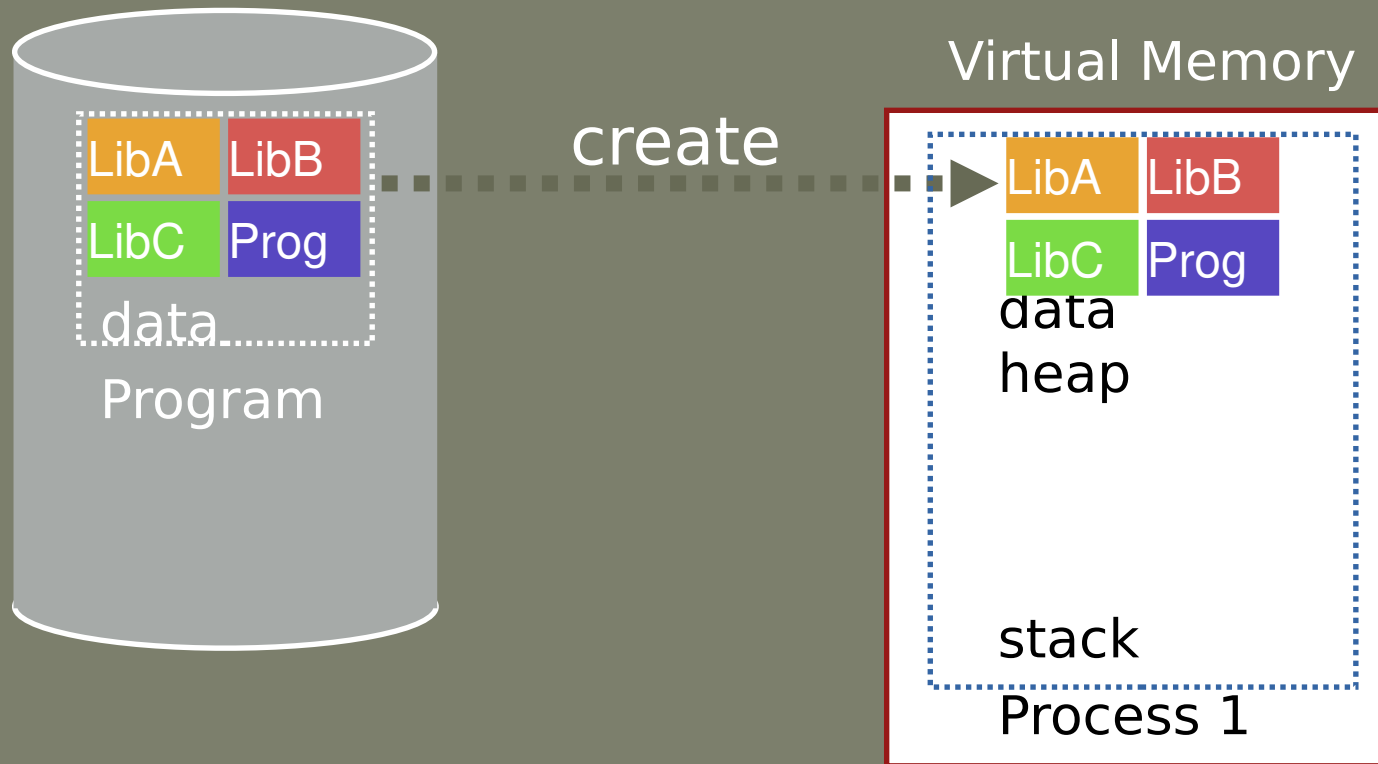 LibA LibB
LibC Prog
data
Program
create
Virtual Memory
LibA LibB
LibC Prog
data
heap
stack
Process 1